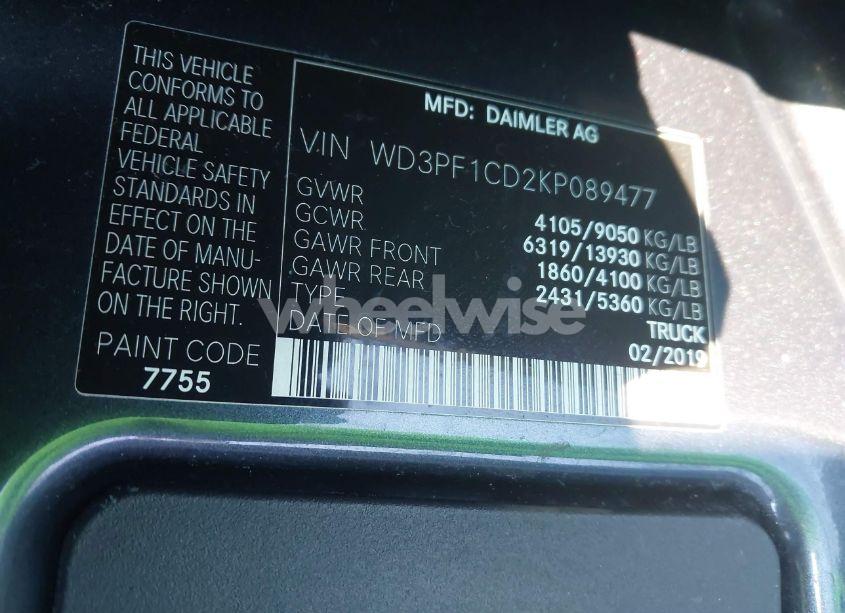 THIS VEHICLE
CONFORMS TO
ALL APPLICABLE
FEDERAL
VEHICLE SAFETY
STANDARDS IN
EFFECT ON THE
DATE OF MANU-
FACTURE SHOWN
ON THE RIGHT.
PAINT CODE
7755
MFD: DAIMLER AG
VIN WD3PF1CD2KP089477
GVWR 4105/9050 KG/LB
GCWR 6319/13930 KG/LB
GAWR FRONT 1860/4100 KG/LB
GAWR REAR 2431/5360 KG/LB
TYPE TRUCK
DATE OF MFD 02/2019
wheelwise